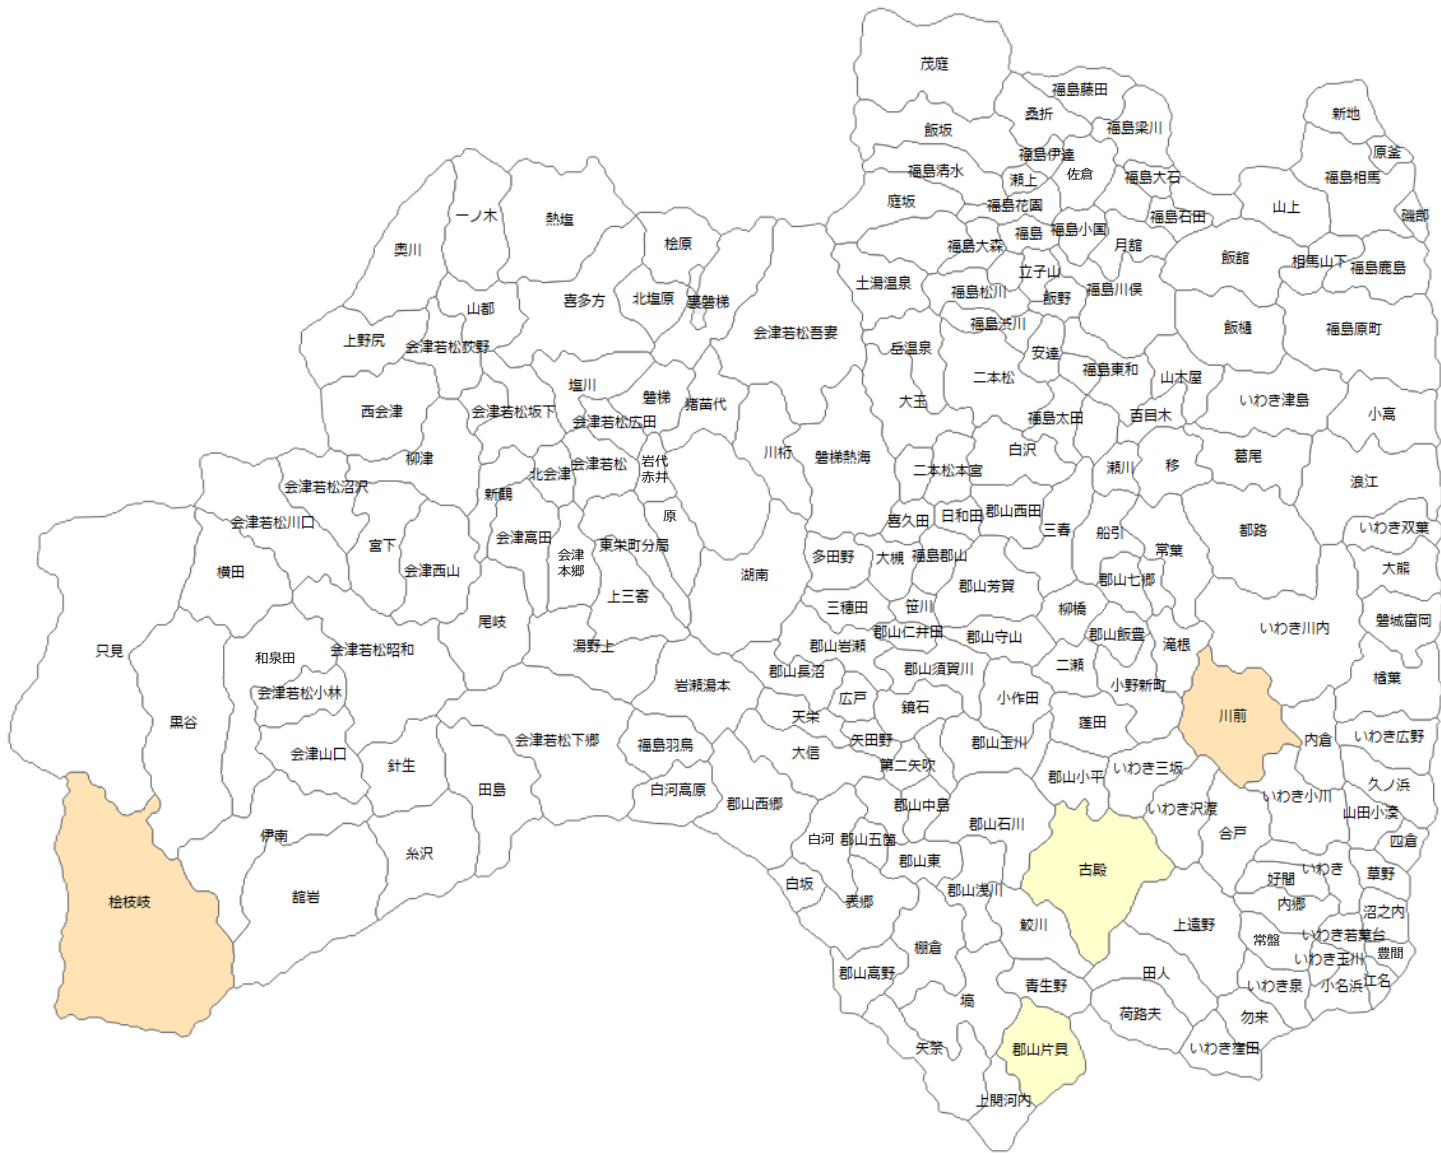 茂庭
福島藤田
桑折
新地
福島梁川
飯坂
原釜
福島伊達
福島清水
瀬上
佐倉
福島大石
福島相馬
庭坂
福島花園
山上
一ノ木
熱塩
福島石田
磯部
奥川
桧原
福島大森
福島
福島小国
月舘
飯舘
相馬山下
福島鹿島
土湯温泉
立子山
喜多方
北塩原
裏磐梯
福島松川
飯野
福島川俣
山都
会津若松吾妻
福島渋川
飯樋
福島原町
上野尻
会津若松荻野
岳温泉
安達
二本松
福島東和
山木屋
塩川
磐梯
猪苗代
大玉
いわき津島
西会津
会津若松坂下
会津若松広田
福島太田
百目木
小高
柳津
川桁
磐梯熱海
白沢
会津若松
岩代
赤井
北会津
二本松本宮
瀬川
移
葛尾
会津若松沼沢
新鶴
浪江
会津若松川口
原
喜久田
日和田
郡山西田
三春
船引
都路
いわき双葉
宮下
会津高田
会津
本郷
東栄町分局
多田野
大槻
福島郡山
常葉
横田
会津西山
湖南
郡山芳賀
郡山七郷
大熊
上三寄
三穂田
笹川
柳橋
尾岐
郡山仁井田
郡山守山
郡山飯豊
滝根
いわき川内
磐城富岡
只見
和泉田
会津若松昭和
湯野上
郡山岩瀬
二瀬
会津若松小林
岩瀬湯本
郡山長沼
郡山須賀川
小野新町
楢葉
黒谷
広戸
鏡石
小作田
天栄
蓬田
川前
会津山口
会津若松下郷
福島羽鳥
大信
矢田野
郡山玉州
内倉
いわき広野
針生
第二矢吹
郡山小平
いわき三坂
田島
白河高原
郡山西郷
郡山中島
いわき沢渡
いわき小川
久ノ浜
伊南
白河
郡山五箇
郡山石川
合戸
山田小湊
四倉
糸沢
郡山東
古殿
いわき
草野
舘岩
白坂
表郷
郡山浅川
好間
桧枝岐
内郷
沼之内
鮫川
上遠野
いわき若葉台
棚倉
常盤
豊間
郡山高野
田人
いわき玉川
青生野
いわき泉
小名浜
江名
塙
荷路夫
勿来
矢祭
郡山片貝
いわき窪田
上関河内